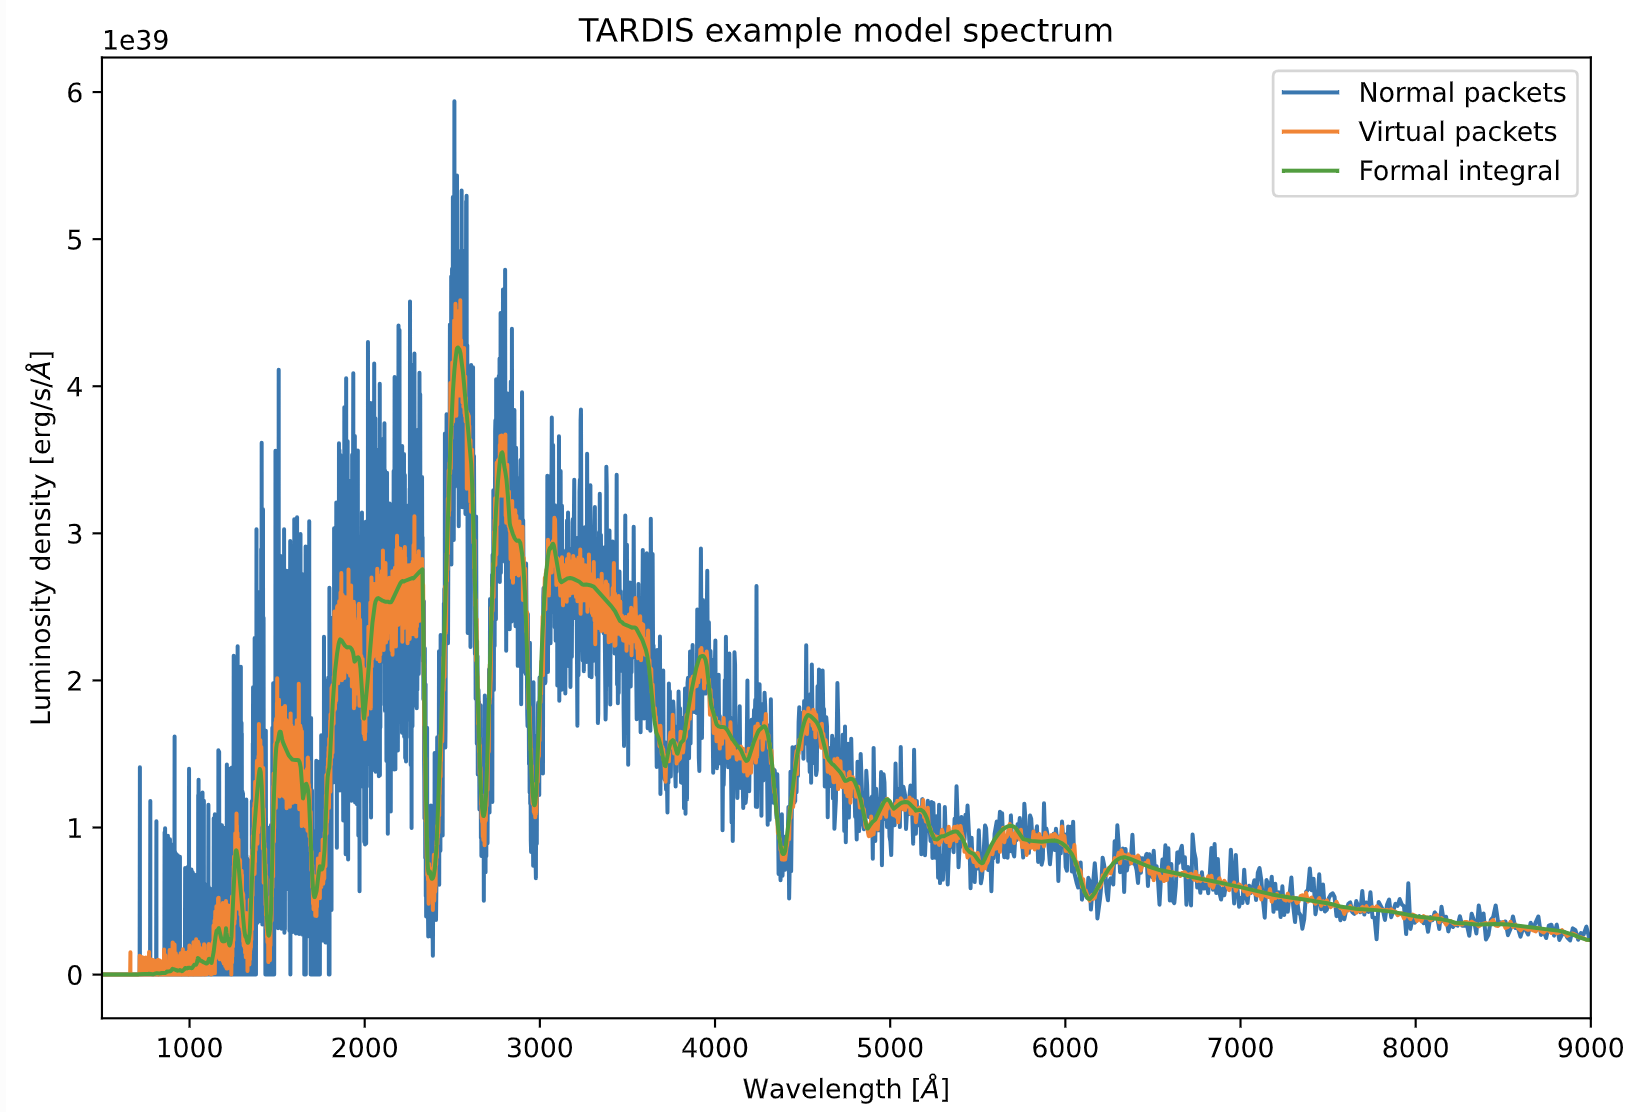 TARDIS example model spectrum
1e39
6
5
4
3
2
1
0
Luminosity density [erg/s/Å]
Normal packets
Virtual packets
Formal integral
1000 2000 3000 4000 5000 6000 7000 8000 9000
Wavelength [Å]